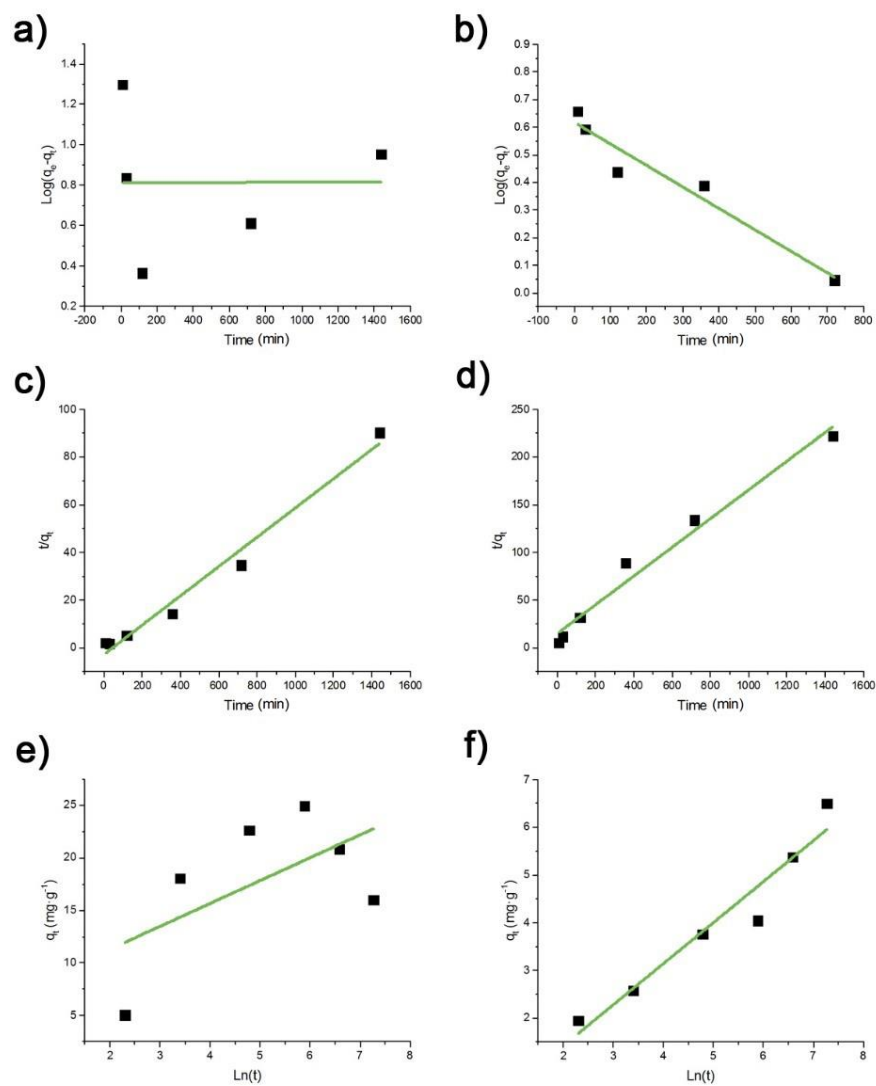 a)
1.4
1.2
1.0
0.8
0.6
0.4
0.2
-200 0 200 400 600 800 1000 1200 1400 1600
Log(qe-qt)
Time (min)
b)
0.9
0.8
0.7
0.6
0.5
0.4
0.3
0.2
0.1
0.0
-100 0 100 200 300 400 500 600 700 800
Log(qe-qt)
Time (min)
c)
100
80
60
40
20
0
0 200 400 600 800 1000 1200 1400 1600
t/qt
Time (min)
d)
250
200
150
100
50
0
0 200 400 600 800 1000 1200 1400 1600
t/qt
Time (min)
e)
25
20
15
10
5
2 3 4 5 6 7 8
qt (mg·g⁻¹)
Ln(t)
f)
7
6
5
4
3
2
2 3 4 5 6 7 8
qt (mg·g⁻¹)
Ln(t)